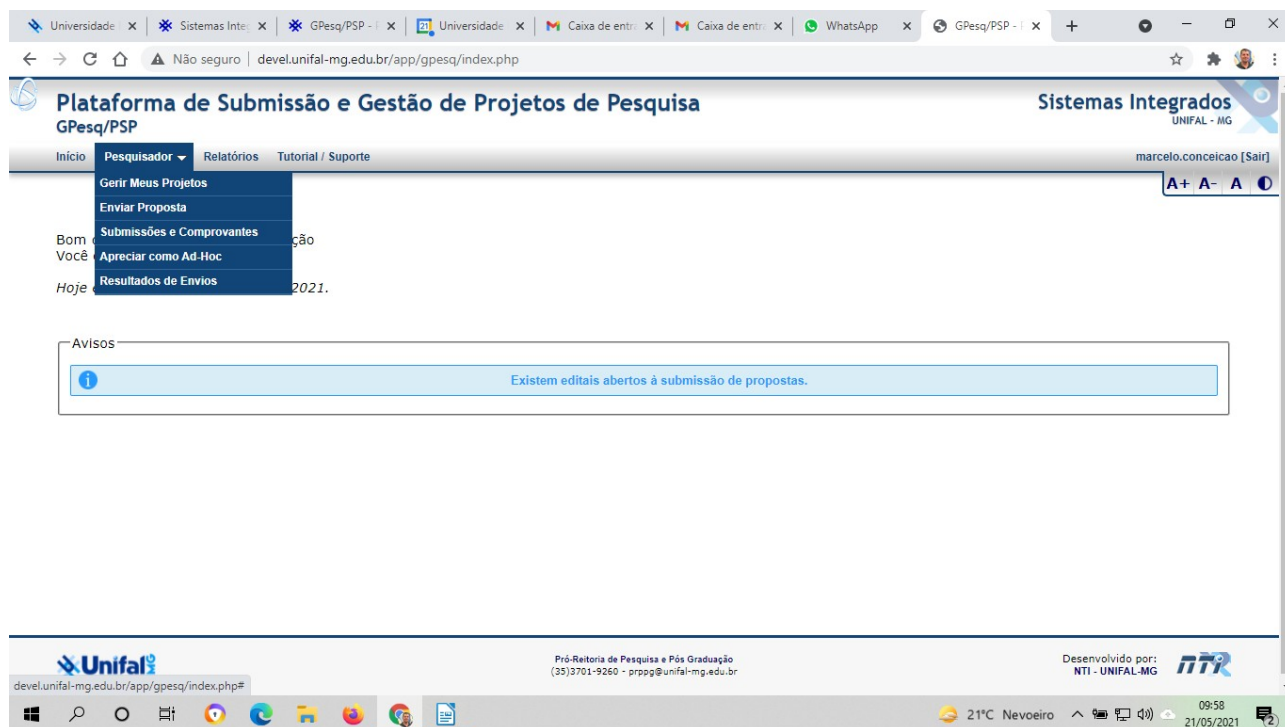 Universidade
Sistemas Inte
GPesq/PSP -
Universidade
Caixa de entr
Caixa de entr
WhatsApp
GPesq/PSP -
Não seguro | devel.unifal-mg.edu.br/app/gpesq/index.php
Plataforma de Submissão e Gestão de Projetos de Pesquisa
GPesq/PSP
Sistemas Integrados
UNIFAL - MG
Início Pesquisador Relatórios Tutorial / Suporte
marcelo.conceicao [Sair]
A+ A- A
Gerir Meus Projetos
Enviar Proposta
Submissões e Comprovantes
Apreciar como Ad-Hoc
Resultados de Envios
Bom ção
Você
Hoje 2021.
Avisos
Existem editais abertos à submissão de propostas.
Unifal MG
Pró-Reitoria de Pesquisa e Pós Graduação
(35)3701-9260 - prppg@unifal-mg.edu.br
Desenvolvido por:
NTI - UNIFAL-MG
devel.unifal-mg.edu.br/app/gpesq/index.php#
21°C Nevoeiro
09:58
21/05/2021